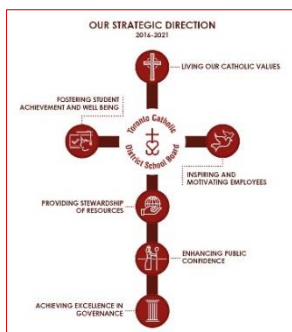 OUR STRATEGIC DIRECTION
2016-2021
LIVING OUR CATHOLIC VALUES
FOSTERING STUDENT
ACHIEVEMENT AND WELL BEING
Toronto Catholic
District School Board
INSPIRING AND
MOTIVATING EMPLOYEES
PROVIDING STEWARDSHIP
OF RESOURCES
ENHANCING PUBLIC
CONFIDENCE
ACHIEVING EXCELLENCE IN
GOVERNANCE